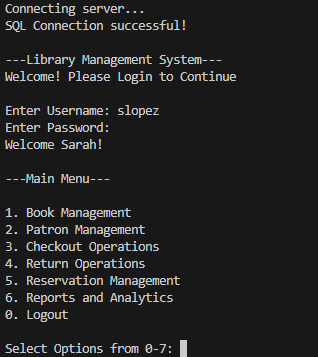 Connecting server...
SQL Connection successful!
---Library Management System---
Welcome! Please Login to Continue
Enter Username: slopez
Enter Password:
Welcome Sarah!
---Main Menu---
1. Book Management
2. Patron Management
3. Checkout Operations
4. Return Operations
5. Reservation Management
6. Reports and Analytics
0. Logout
Select Options from 0-7: